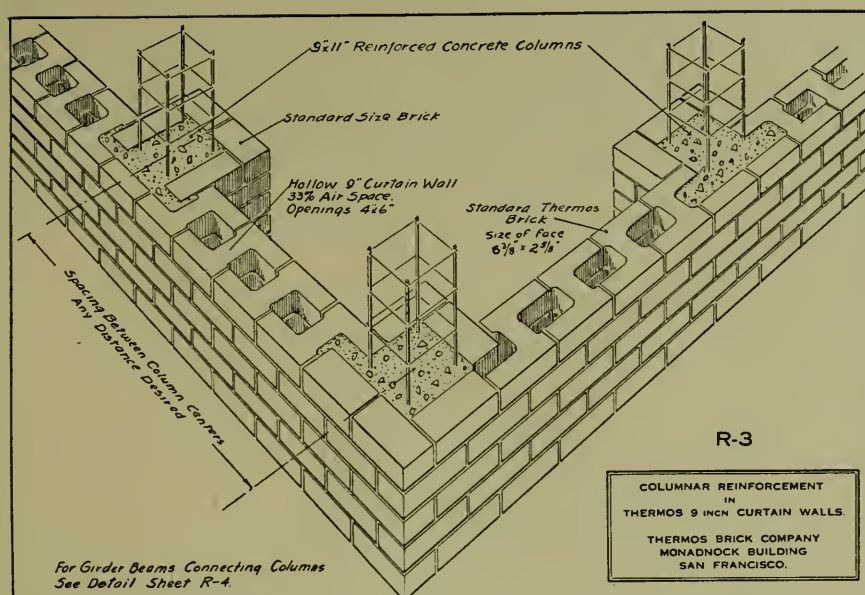 9"x11" Reinforced Concrete Columns
Standard Size Brick
Hollow 9" Curtain Wall
33% Air Space.
Openings 4"x6"
Standard Thermos
Brick
Size of Face
6 3/8" x 2 5/8"
Spacing Between Column Centers
Any Distance Desired
R-3
COLUMNAR REINFORCEMENT
IN
THERMOS 9 INCH CURTAIN WALLS.
THERMOS BRICK COMPANY
MONADNOCK BUILDING
SAN FRANCISCO.
For Girder Beams Connecting Columns
See Detail Sheet R-4.